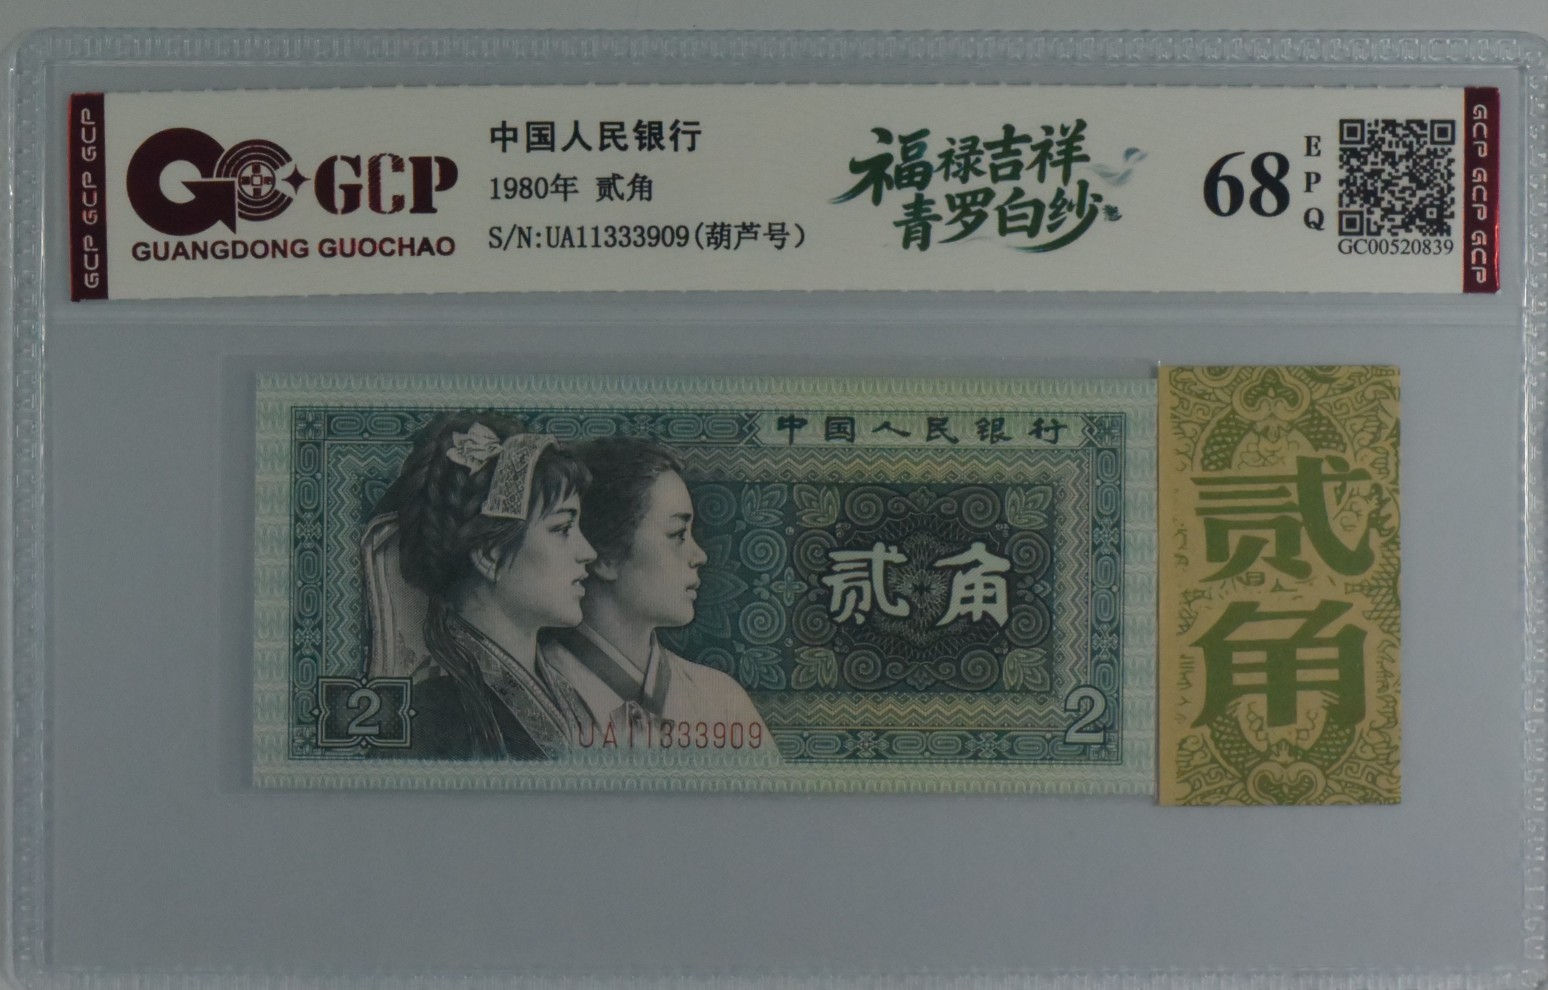 GCP GCP GCP
GCP
GUANGDONG GUOCHAO
中国人民银行
1980年 贰角
S/N:UA11333909(葫芦号)
福禄吉祥
青罗白纱
68
EPQ
GC00520839
GCP GCP GCP
中国人民银行
贰角
2
UA11333909
2
贰
角